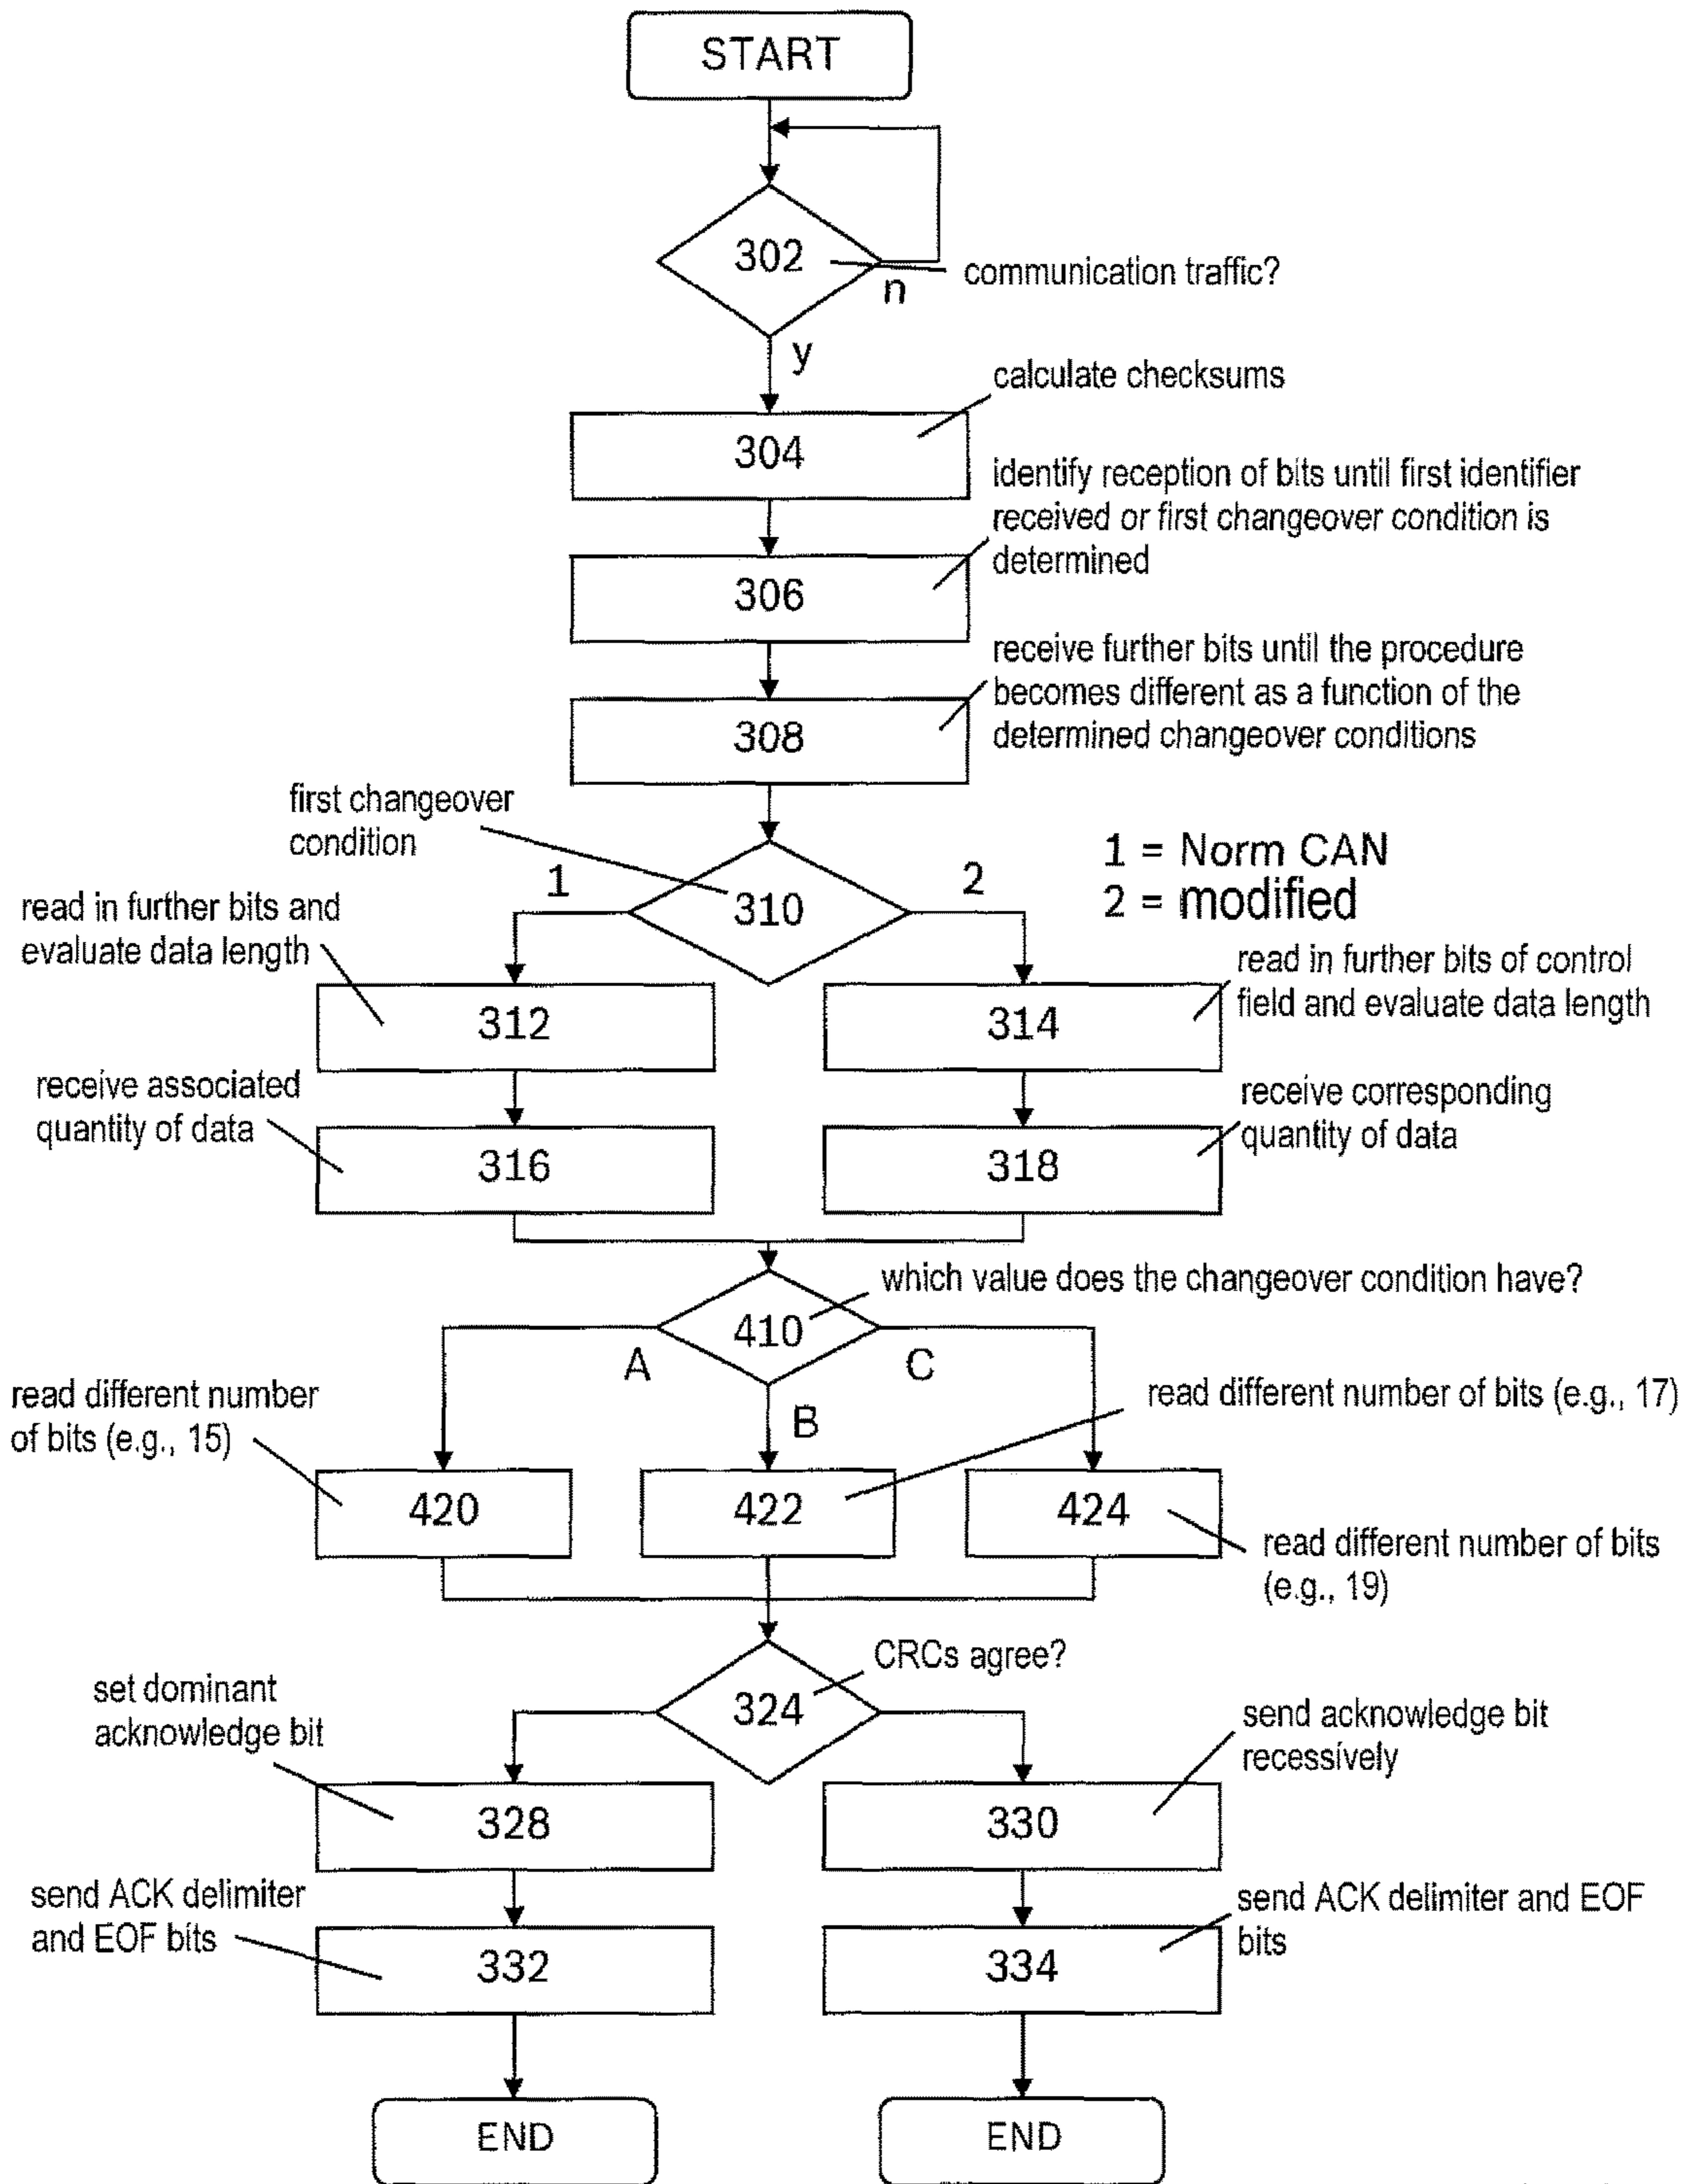 START
302
communication traffic?
n
y
calculate checksums
304
identify reception of bits until first identifier
received or first changeover condition is
determined
306
receive further bits until the procedure
becomes different as a function of the
determined changeover conditions
308
first changeover
condition
1 = Norm CAN
2 = modified
1
310
2
read in further bits and
evaluate data length
read in further bits of control
field and evaluate data length
312
314
receive associated
quantity of data
receive corresponding
quantity of data
316
318
which value does the changeover condition have?
410
A
B
C
read different number
of bits (e.g., 15)
read different number of bits (e.g., 17)
420
422
424
read different number of bits
(e.g., 19)
CRCs agree?
324
set dominant
acknowledge bit
send acknowledge bit
recessively
328
330
send ACK delimiter
and EOF bits
send ACK delimiter and EOF
bits
332
334
END
END